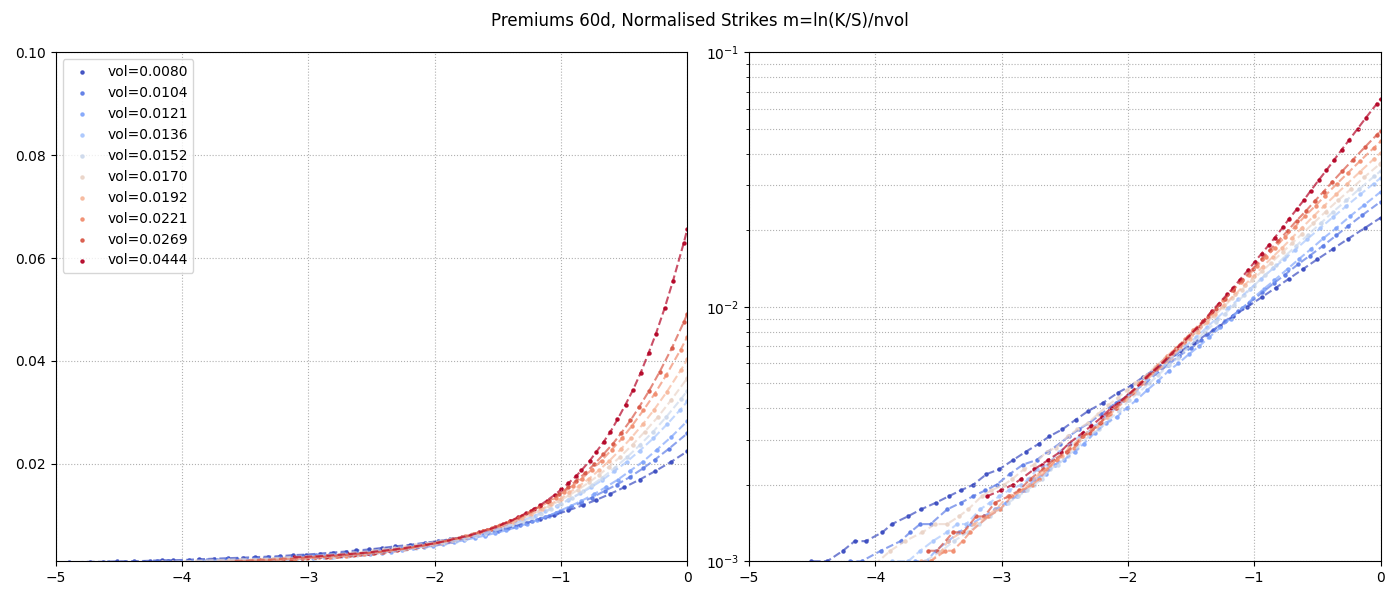 Premiums 60d, Normalised Strikes m=ln(K/S)/nvol
0.10
0.08
0.06
0.04
0.02
vol=0.0080
vol=0.0104
vol=0.0121
vol=0.0136
vol=0.0152
vol=0.0170
vol=0.0192
vol=0.0221
vol=0.0269
vol=0.0444
−5 −4 −3 −2 −1 0
10⁻¹
10⁻²
10⁻³
−5 −4 −3 −2 −1 0